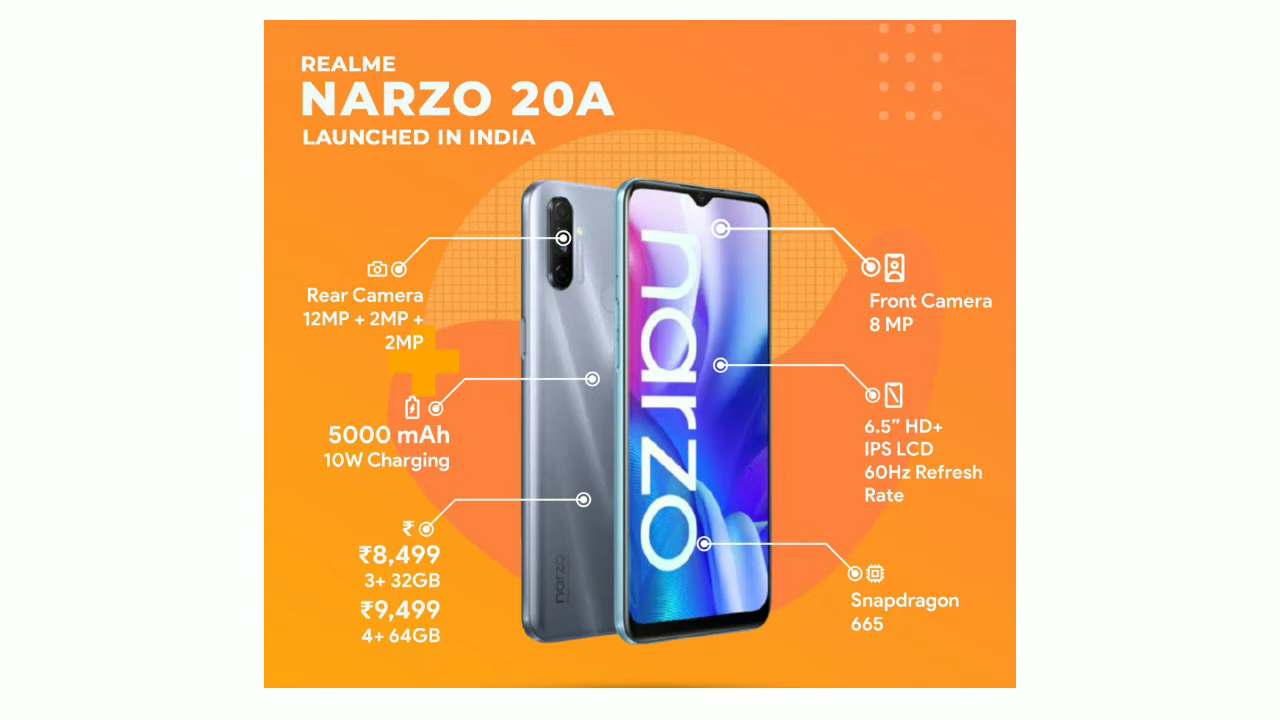 REALME
NARZO 20A
LAUNCHED IN INDIA
Rear Camera
12MP + 2MP +
2MP
5000 mAh
10W Charging
₹
₹8,499
3+ 32GB
₹9,499
4+ 64GB
narzo
narzo
Front Camera
8 MP
6.5” HD+
IPS LCD
60Hz Refresh
Rate
Snapdragon
665